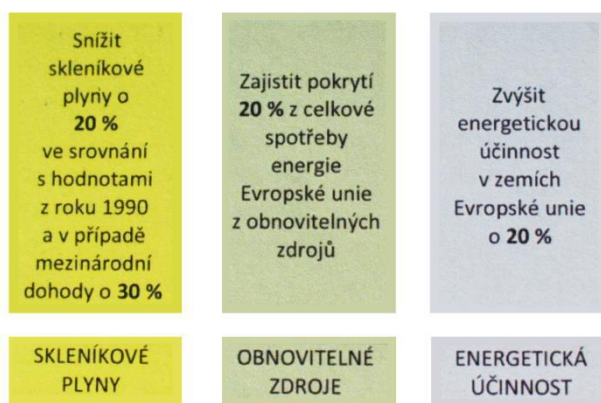 Snížit
skleníkové
plyny o
20 %
ve srovnání
s hodnotami
z roku 1990
a v případě
mezinárodní
dohody o 30 %
Zajistit pokrytí
20 % z celkové
spotřeby
energie
Evropské unie
z obnovitelných
zdrojů
Zvýšit
energetickou
účinnost
v zemích
Evropské unie
o 20 %
SKLENÍKOVÉ
PLYNY
OBNOVITELNÉ
ZDROJE
ENERGETICKÁ
ÚČINNOST